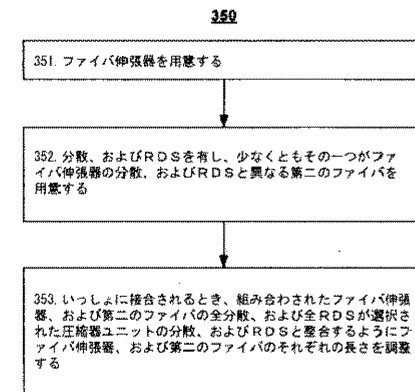 350
351. ファイバ伸張器を用意する
352. 分散、およびＲＤＳを有し、少なくともその一つがファ
イバ伸張器の分散、およびＲＤＳと異なる第二のファイバを
用意する
353. いっしょに接合されるとき、組み合わされたファイバ伸張
器、および第二のファイバの全分散、および全ＲＤＳが選択さ
れた圧縮器ユニットの分散、およびＲＤＳと整合するようにフ
ァイバ伸張器、および第二のファイバのそれぞれの長さを調整
する